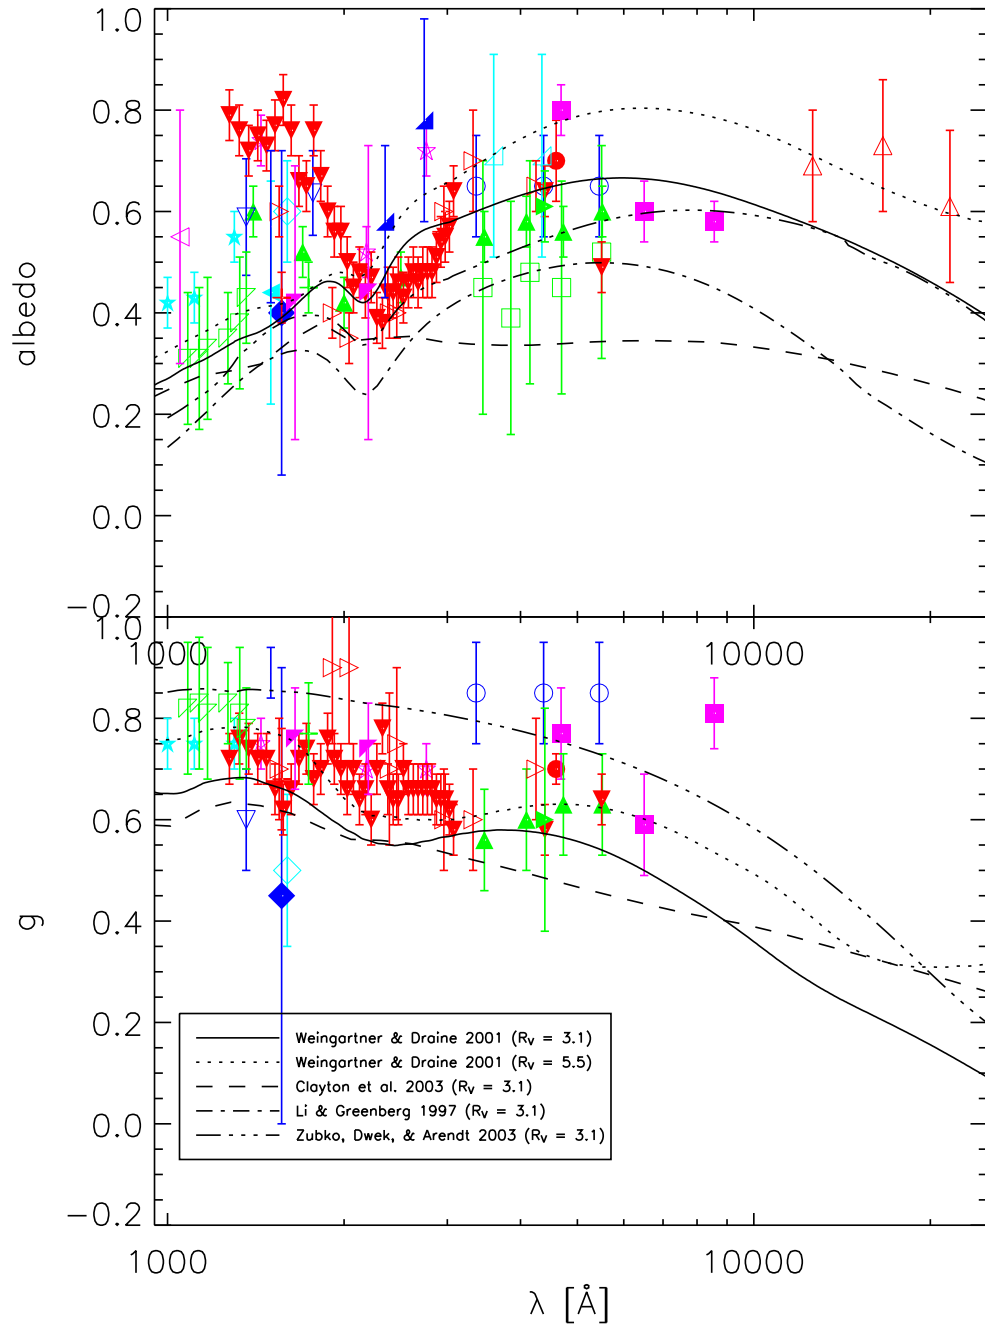 1.0
0.8
0.6
0.4
0.2
0.0
−0.2
albedo
1000
10000
1.0
0.8
0.6
0.4
0.2
0.0
−0.2
g
Weingartner & Draine 2001 (Rv = 3.1)
Weingartner & Draine 2001 (Rv = 5.5)
Clayton et al. 2003 (Rv = 3.1)
Li & Greenberg 1997 (Rv = 3.1)
Zubko, Dwek, & Arendt 2003 (Rv = 3.1)
1000
10000
λ [Å]